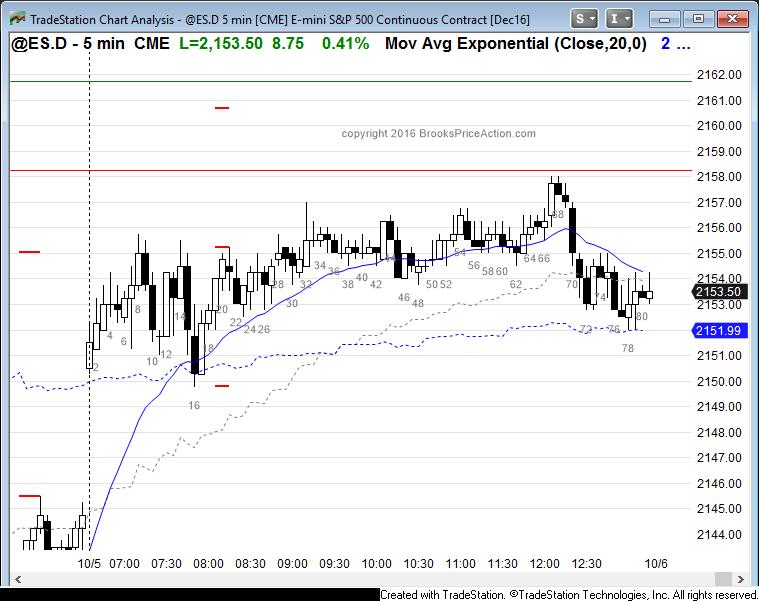 TradeStation Chart Analysis - @ES.D 5 min [CME] E-mini S&P 500 Continuous Contract [Dec16]
S I
@ES.D - 5 min CME L=2,153.50 8.75 0.41% Mov Avg Exponential (Close,20,0) 2 ...
copyright 2016 BrooksPriceAction.com
2162.00
2161.00
2160.00
2159.00
2158.00
2157.00
2156.00
2155.00
2154.00
2153.50
2153.00
2151.99
2151.00
2150.00
2149.00
2148.00
2147.00
2146.00
2145.00
2144.00
2 4 6 8 10 12 14 16 18 20 22 24 26 28 30 32 34 36 38 40 42 44 46 48 50 52 54 56 58 60 62 64 66 68 70 72 74 76 78 80
10/5 07:00 07:30 08:00 08:30 09:00 09:30 10:00 10:30 11:00 11:30 12:00 12:30 10/6
Created with TradeStation. ©TradeStation Technologies, Inc. All rights reserved.